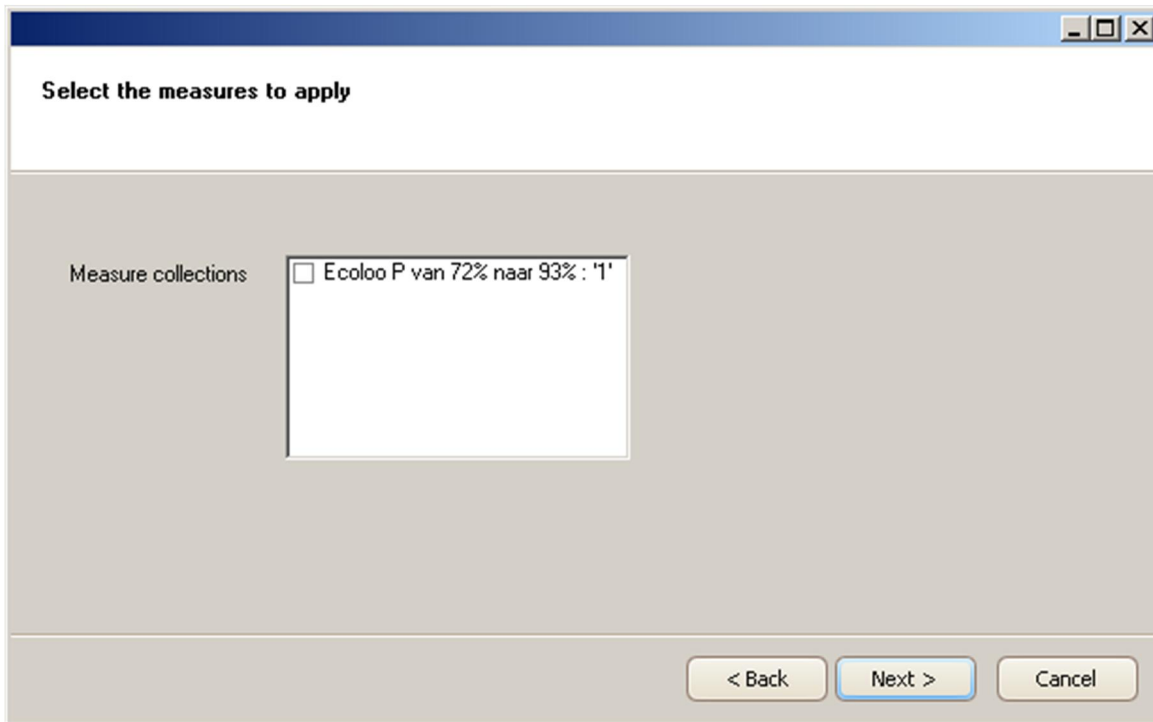 Select the measures to apply
Measure collections
Ecoloo P van 72% naar 93% : '1'
< Back
Next >
Cancel